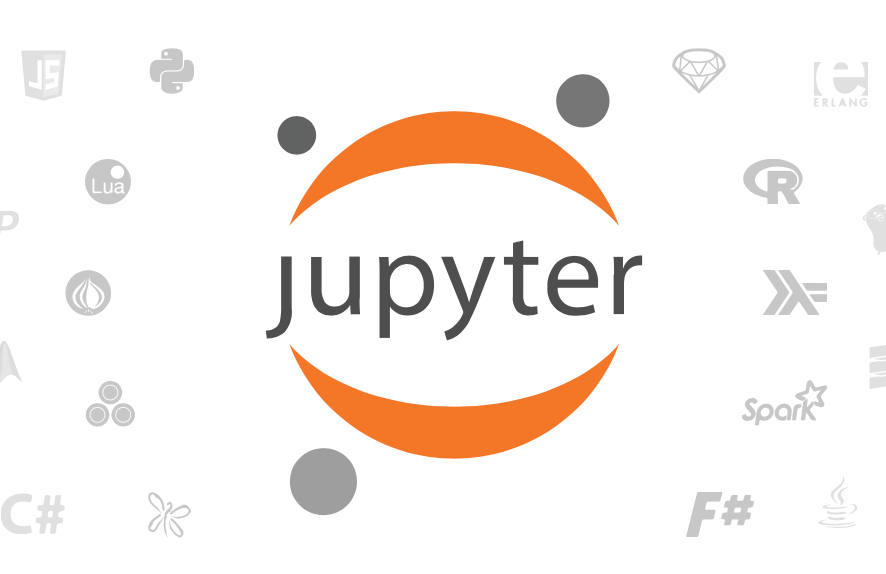 JS
ERLANG
Lua
R
jupyter
Spark
C#
F#